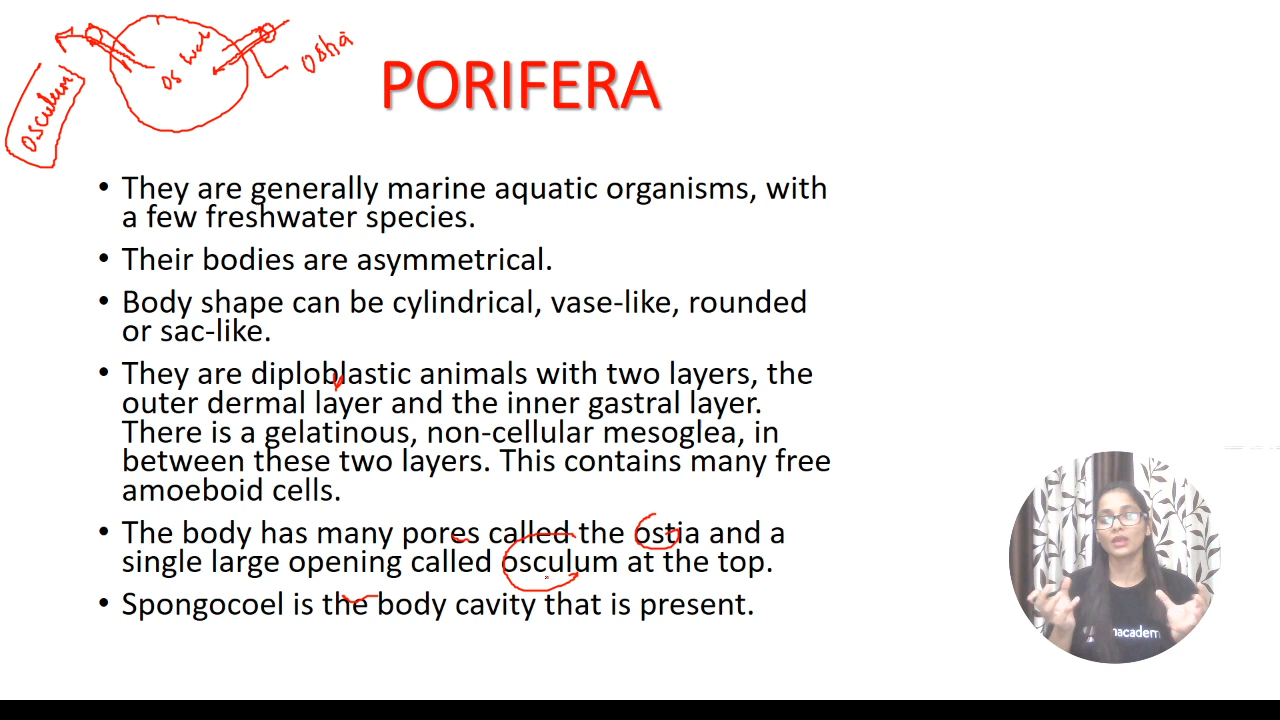 osculum
ostia
PORIFERA
• They are generally marine aquatic organisms, with
a few freshwater species.
• Their bodies are asymmetrical.
• Body shape can be cylindrical, vase-like, rounded
or sac-like.
• They are diploblastic animals with two layers, the
outer dermal layer and the inner gastral layer.
There is a gelatinous, non-cellular mesoglea, in
between these two layers. This contains many free
amoeboid cells.
• The body has many pores called the ostia and a
single large opening called osculum at the top.
• Spongocoel is the body cavity that is present.
nacadem